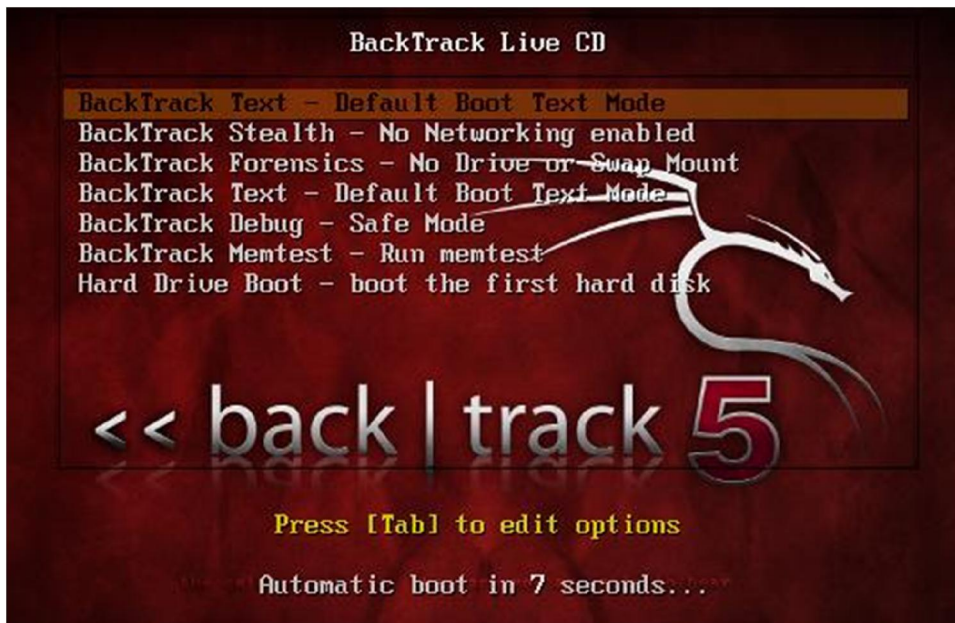 BackTrack Live CD
BackTrack Text - Default Boot Text Mode
BackTrack Stealth - No Networking enabled
BackTrack Forensics - No Drive or Swap Mount
BackTrack Text - Default Boot Text Mode
BackTrack Debug - Safe Mode
BackTrack Memtest - Run memtest
Hard Drive Boot - boot the first hard disk
<< back | track 5
Press [Tab] to edit options
Automatic boot in 7 seconds...